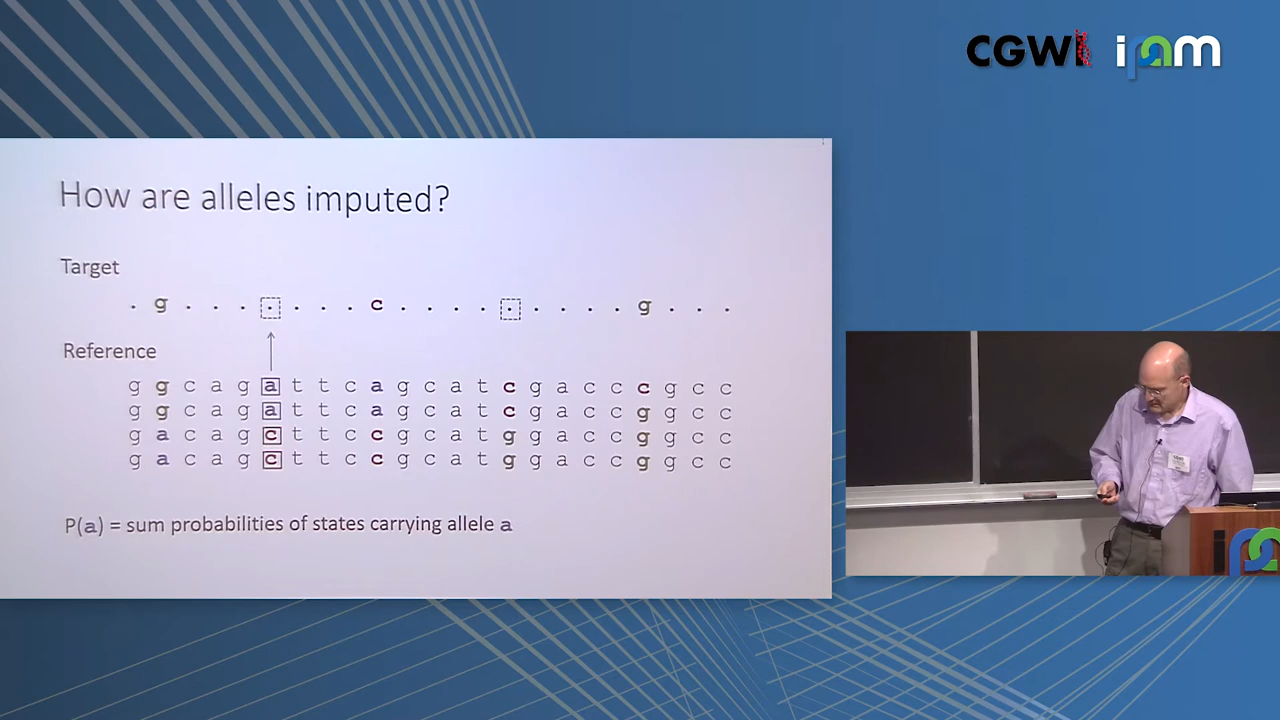 CGWI ipam
How are alleles imputed?
Target
. g . . . . . . . c . . . . . . . . . g . . .
Reference
g g c a g a t t c a g c a t c g a c c c g c c
g g c a g a t t c a g c a t c g a c c g g c c
g a c a g c t t c c g c a t g g a c c g g c c
g a c a g c t t c c g c a t g g a c c g g c c
P(a) = sum probabilities of states carrying allele a